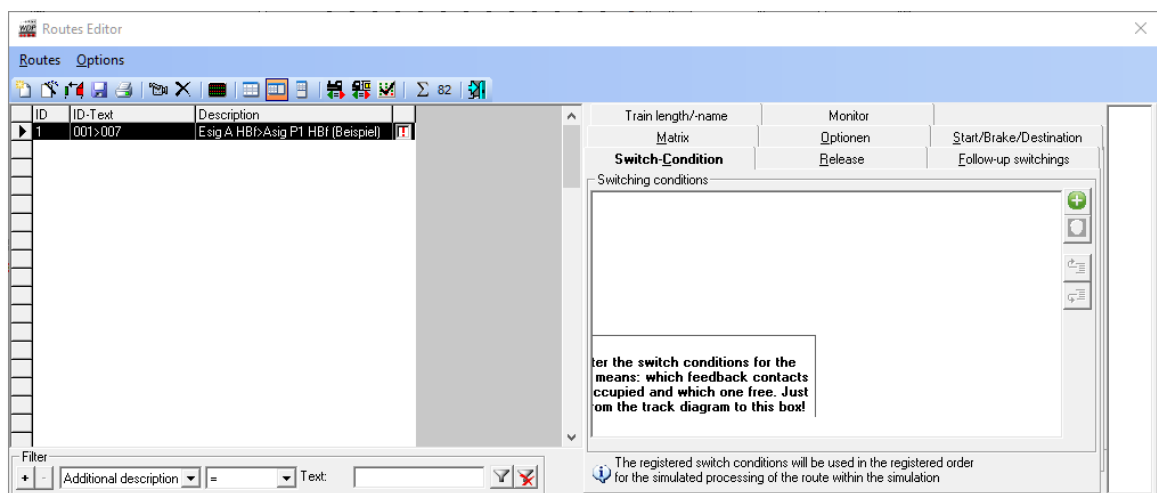 WDP Routes Editor
Routes Options
Σ 82
ID ID-Text Description
1 001>007 Esig A HBf>Asig P1 HBf (Beispiel)
Train length/-name Monitor
Matrix Optionen Start/Brake/Destination
Switch-Condition Release Follow-up switchings
Switching conditions
ter the switch conditions for the
means: which feedback contacts
ccupied and which one free. Just
om the track diagram to this box!
Filter
+ - Additional description = Text:
The registered switch conditions will be used in the registered order
for the simulated processing of the route within the simulation